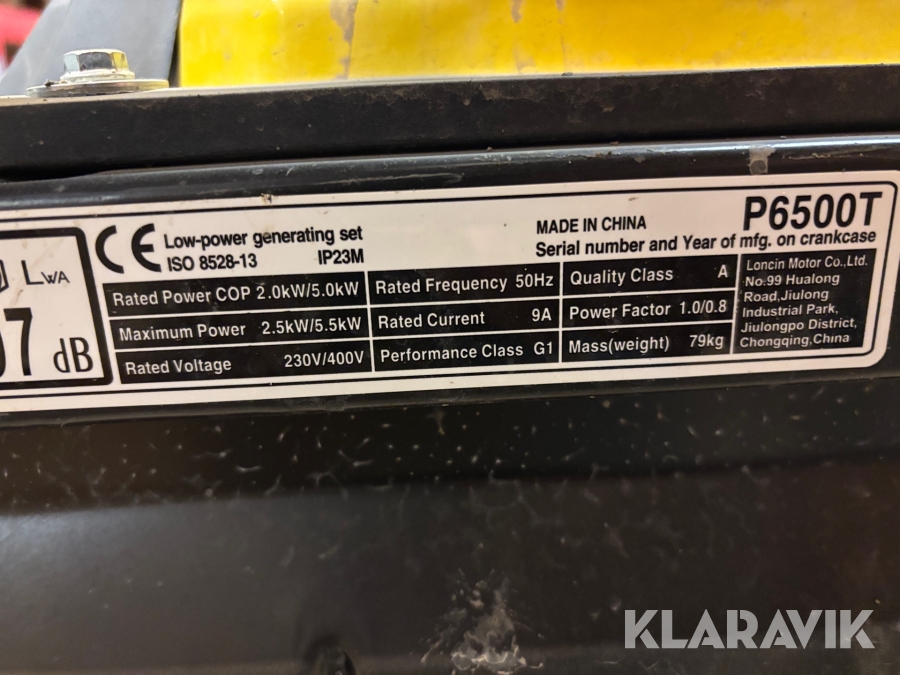 P6500T
CE Low-power generating set
ISO 8528-13 IP23M
MADE IN CHINA
Serial number and Year of mfg. on crankcase
LWA
7 dB
Rated Power COP 2.0kW/5.0kW
Maximum Power 2.5kW/5.5kW
Rated Voltage 230V/400V
Rated Frequency 50Hz
Rated Current 9A
Performance Class G1
Quality Class A
Power Factor 1.0/0.8
Mass(weight) 79kg
Loncin Motor Co.,Ltd.
No.99 Hualong
Road,Jiulong
Industrial Park,
Jiulongpo District,
Chongqing,China
KLARAVIK